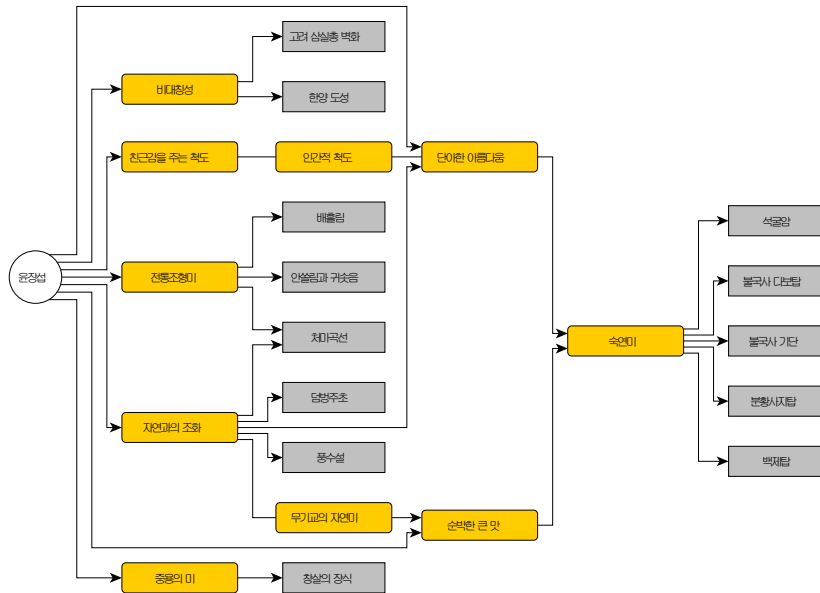 고려 삼실총 벽화
비대칭성
한양 도성
친근감을 주는 척도
인간적 척도
단아한 아름다움
배흘림
석굴암
윤장섭
전통조형미
안쏠림과 귀솟음
불국사 다보탑
처마곡선
숙연미
불국사 기단
덤벙주초
분황사지탑
자연과의 조화
풍수설
백제탑
무기교의 자연미
순박한 큰 맛
중용의 미
창살의 장식